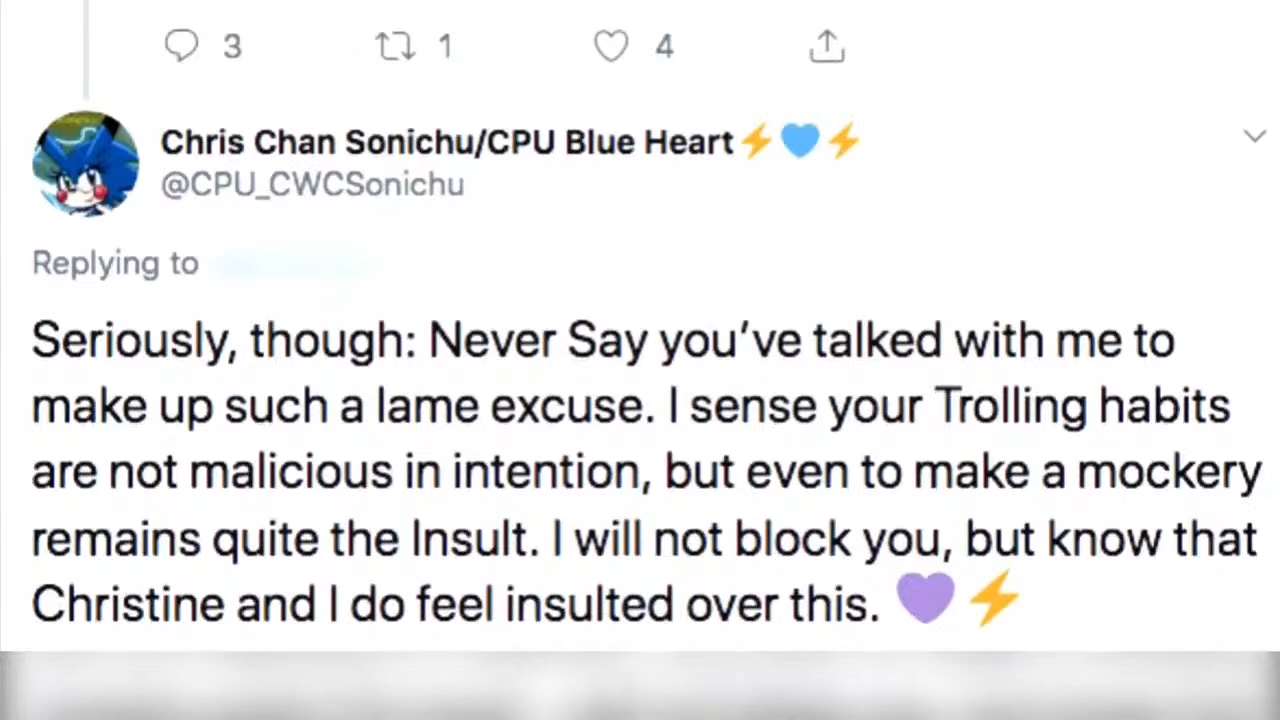 3 1 4
Chris Chan Sonichu/CPU Blue Heart⚡💙⚡
@CPU_CWCSonichu
Replying to
Seriously, though: Never Say you've talked with me to
make up such a lame excuse. I sense your Trolling habits
are not malicious in intention, but even to make a mockery
remains quite the Insult. I will not block you, but know that
Christine and I do feel insulted over this. 💜⚡